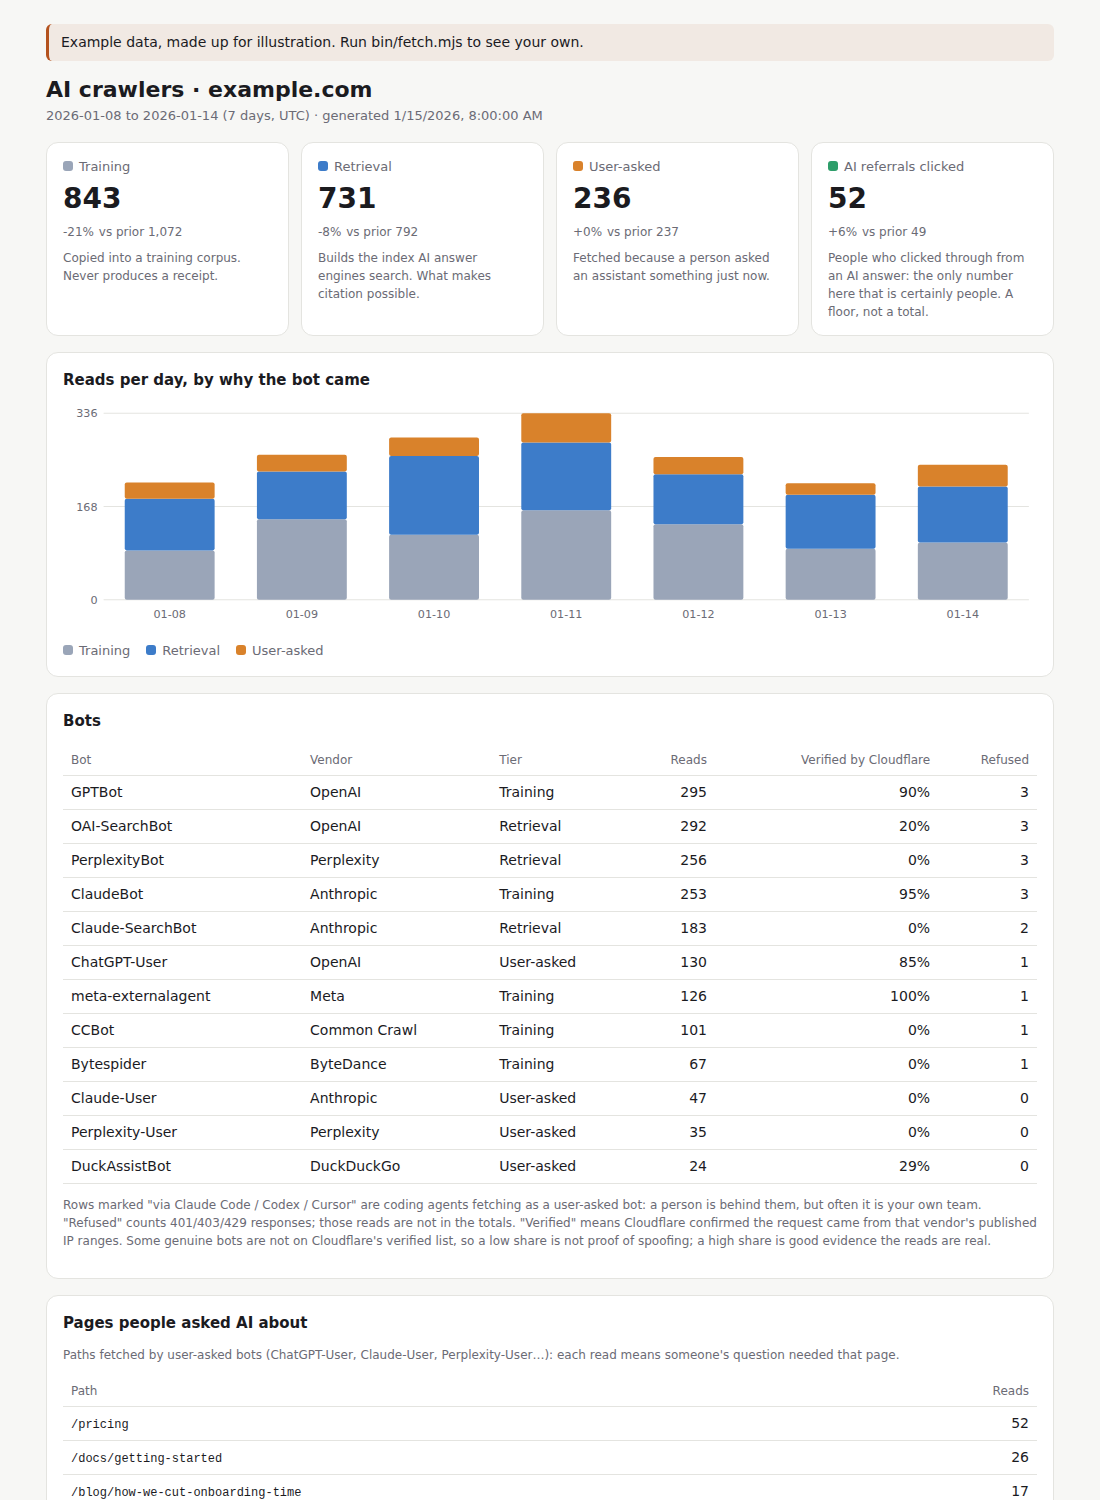 Example data, made up for illustration. Run bin/fetch.mjs to see your own.
AI crawlers · example.com
2026-01-08 to 2026-01-14 (7 days, UTC) · generated 1/15/2026, 8:00:00 AM
Training
843
-21% vs prior 1,072
Copied into a training corpus.
Never produces a receipt.
Retrieval
731
-8% vs prior 792
Builds the index AI answer
engines search. What makes
citation possible.
User-asked
236
+0% vs prior 237
Fetched because a person asked
an assistant something just now.
AI referrals clicked
52
+6% vs prior 49
People who clicked through from
an AI answer: the only number
here that is certainly people. A
floor, not a total.
Reads per day, by why the bot came
336
168
0
01-08 01-09 01-10 01-11 01-12 01-13 01-14
Training Retrieval User-asked
Bots
Bot Vendor Tier Reads Verified by Cloudflare Refused
GPTBot OpenAI Training 295 90% 3
OAI-SearchBot OpenAI Retrieval 292 20% 3
PerplexityBot Perplexity Retrieval 256 0% 3
ClaudeBot Anthropic Training 253 95% 3
Claude-SearchBot Anthropic Retrieval 183 0% 2
ChatGPT-User OpenAI User-asked 130 85% 1
meta-externalagent Meta Training 126 100% 1
CCBot Common Crawl Training 101 0% 1
Bytespider ByteDance Training 67 0% 1
Claude-User Anthropic User-asked 47 0% 0
Perplexity-User Perplexity User-asked 35 0% 0
DuckAssistBot DuckDuckGo User-asked 24 29% 0
Rows marked "via Claude Code / Codex / Cursor" are coding agents fetching as a user-asked bot: a person is behind them, but often it is your own team.
"Refused" counts 401/403/429 responses; those reads are not in the totals. "Verified" means Cloudflare confirmed the request came from that vendor's published
IP ranges. Some genuine bots are not on Cloudflare's verified list, so a low share is not proof of spoofing; a high share is good evidence the reads are real.
Pages people asked AI about
Paths fetched by user-asked bots (ChatGPT-User, Claude-User, Perplexity-User…): each read means someone's question needed that page.
Path Reads
/pricing 52
/docs/getting-started 26
/blog/how-we-cut-onboarding-time 17